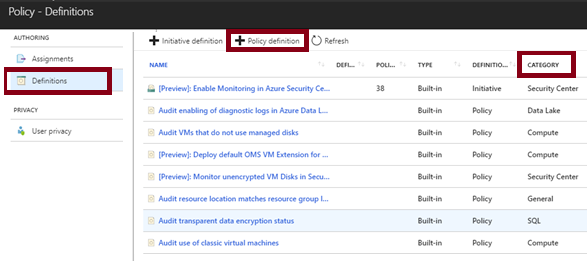 Policy - Definitions
AUTHORING
Assignments
Definitions
PRIVACY
User privacy
Initiative definition Policy definition Refresh
NAME DEFI... POLI... TYPE DEFINITIO... CATEGORY
[Preview]: Enable Monitoring in Azure Security Ce... 38 Built-in Initiative Security Center
Audit enabling of diagnostic logs in Azure Data L... Built-in Policy Data Lake
Audit VMs that do not use managed disks Built-in Policy Compute
[Preview]: Deploy default OMS VM Extension for ... Built-in Policy Compute
[Preview]: Monitor unencrypted VM Disks in Secu... Built-in Policy Security Center
Audit resource location matches resource group l... Built-in Policy General
Audit transparent data encryption status Built-in Policy SQL
Audit use of classic virtual machines Built-in Policy Compute